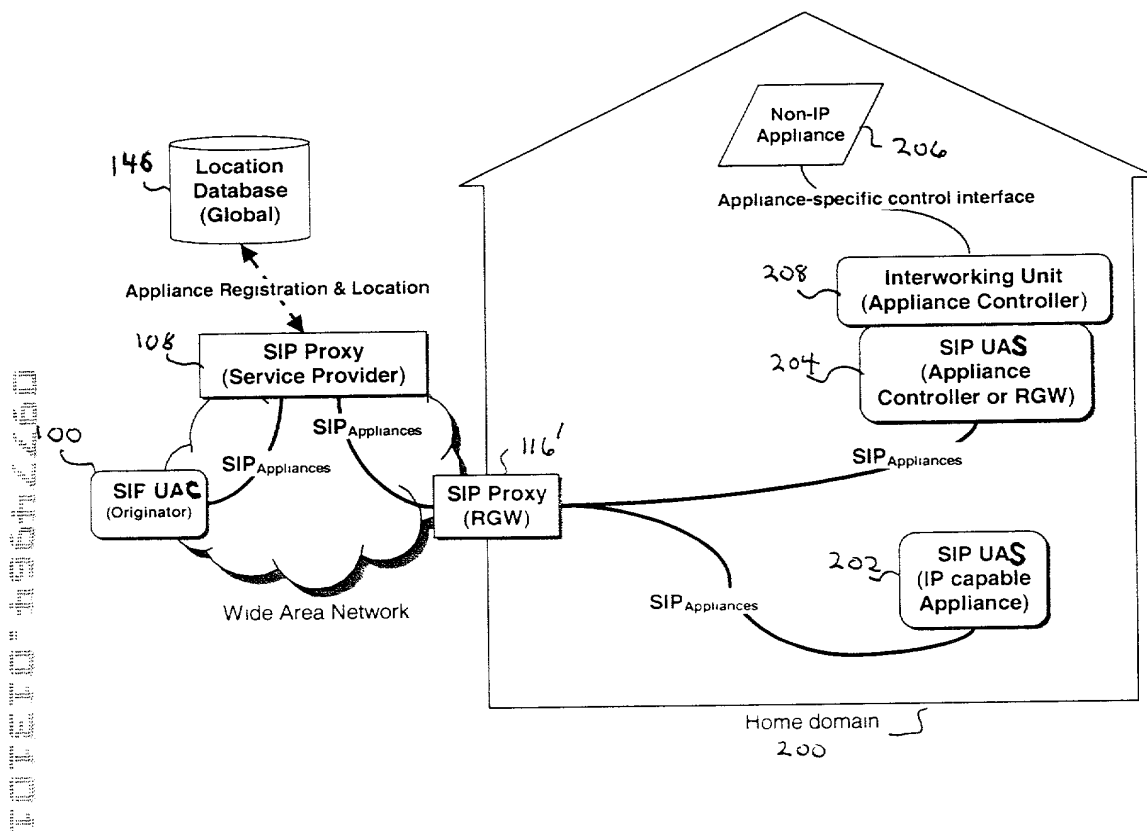 Non-IP
Appliance
206
146
Location
Database
(Global)
Appliance-specific control interface
208
Interworking Unit
(Appliance Controller)
Appliance Registration & Location
108
SIP Proxy
(Service Provider)
204
SIP UAS
(Appliance
Controller or RGW)
SIPAppliances
100
SIPAppliances
116'
SIPAppliances
SIF UAC
(Originator)
SIP Proxy
(RGW)
202
SIP UAS
(IP capable
Appliance)
SIPAppliances
Wide Area Network
Home domain
200